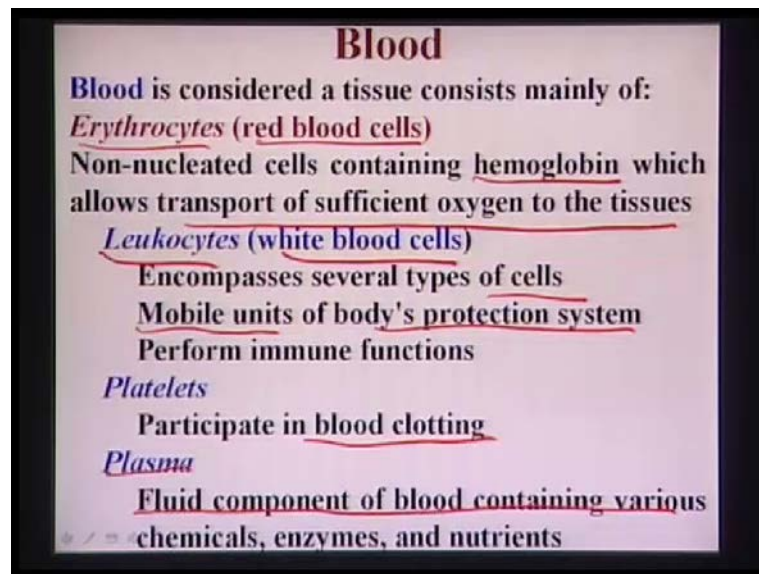 Blood
Blood is considered a tissue consists mainly of:
Erythrocytes (red blood cells)
Non-nucleated cells containing hemoglobin which
allows transport of sufficient oxygen to the tissues
Leukocytes (white blood cells)
Encompasses several types of cells
Mobile units of body's protection system
Perform immune functions
Platelets
Participate in blood clotting
Plasma
Fluid component of blood containing various
chemicals, enzymes, and nutrients